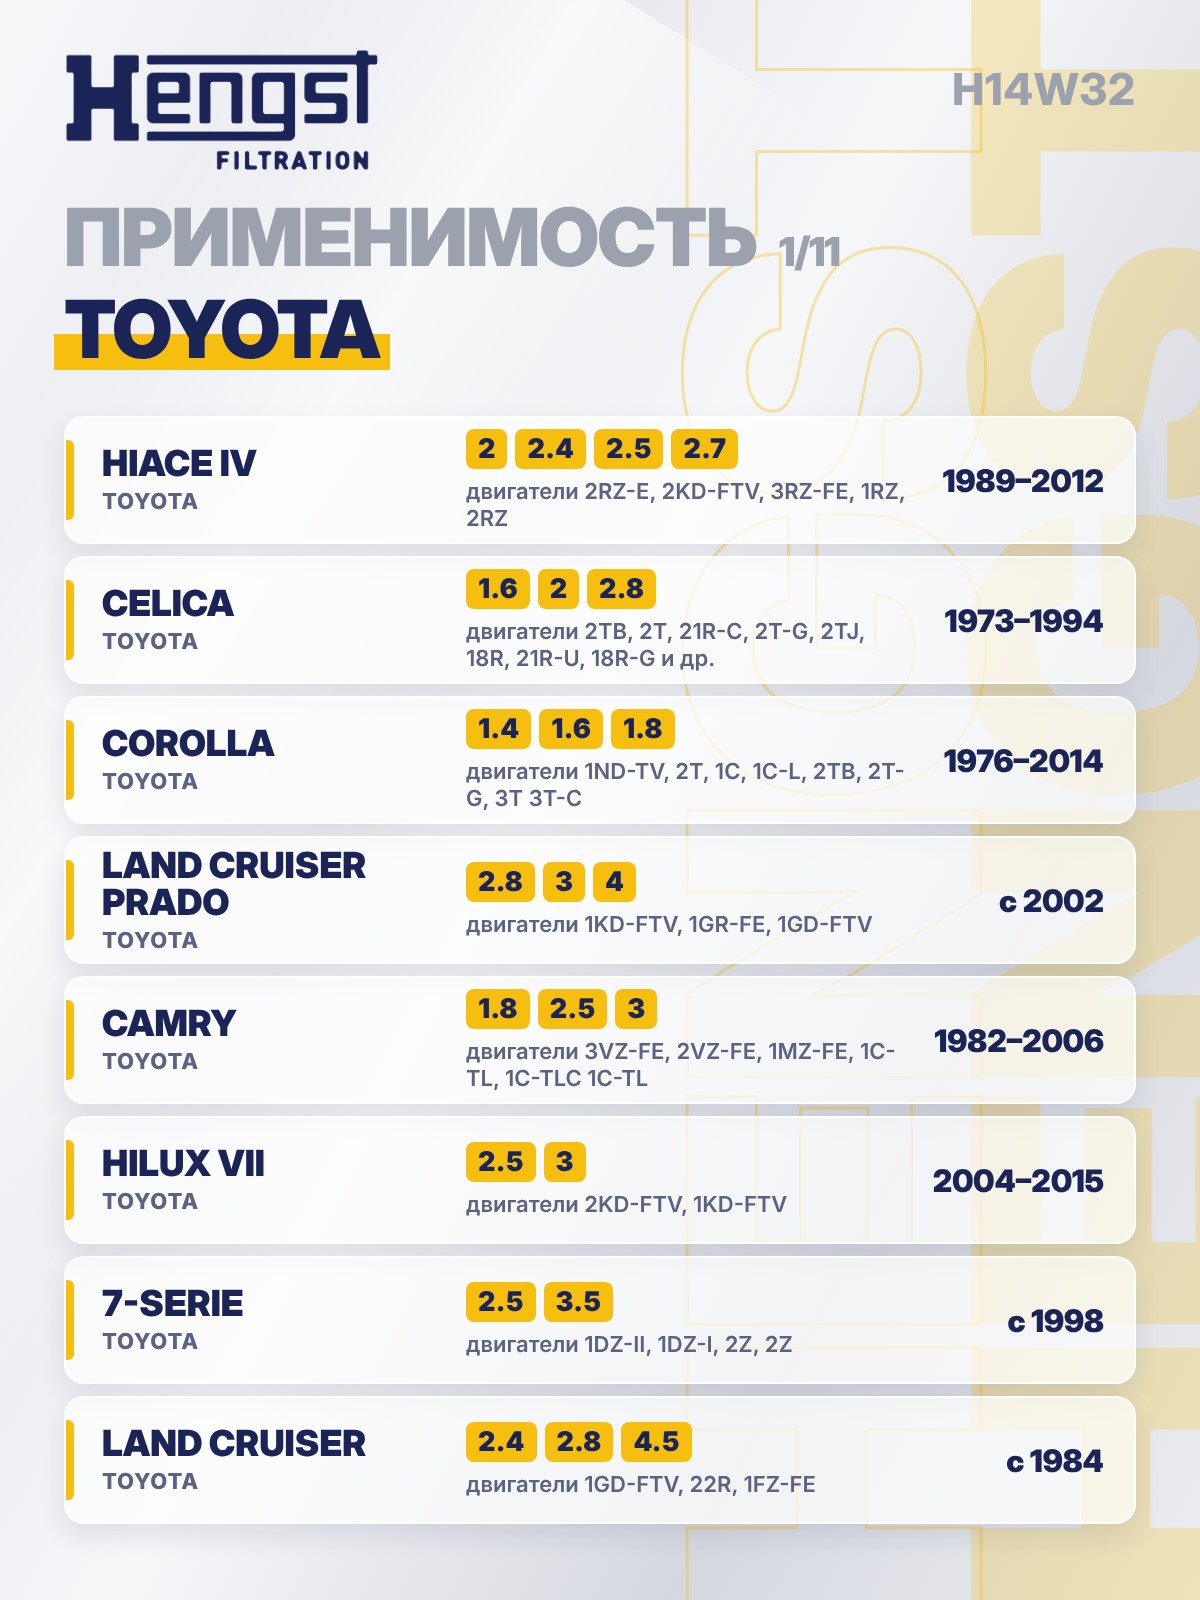 Hengst
FILTRATION
H14W32
ПРИМЕНИМОСТЬ 1/11
TOYOTA
HIACE IV
TOYOTA
2 2.4 2.5 2.7
двигатели 2RZ-E, 2KD-FTV, 3RZ-FE, 1RZ,
2RZ
1989–2012
CELICA
TOYOTA
1.6 2 2.8
двигатели 2TB, 2T, 21R-C, 2T-G, 2TJ,
18R, 21R-U, 18R-G и др.
1973–1994
COROLLA
TOYOTA
1.4 1.6 1.8
двигатели 1ND-TV, 2T, 1C, 1C-L, 2TB, 2T-
G, 3T 3T-C
1976–2014
LAND CRUISER
PRADO
TOYOTA
2.8 3 4
двигатели 1KD-FTV, 1GR-FE, 1GD-FTV
с 2002
CAMRY
TOYOTA
1.8 2.5 3
двигатели 3VZ-FE, 2VZ-FE, 1MZ-FE, 1C-
TL, 1C-TLC 1C-TL
1982–2006
HILUX VII
TOYOTA
2.5 3
двигатели 2KD-FTV, 1KD-FTV
2004–2015
7-SERIE
TOYOTA
2.5 3.5
двигатели 1DZ-II, 1DZ-I, 2Z, 2Z
с 1998
LAND CRUISER
TOYOTA
2.4 2.8 4.5
двигатели 1GD-FTV, 22R, 1FZ-FE
с 1984
HENGST
HENGST